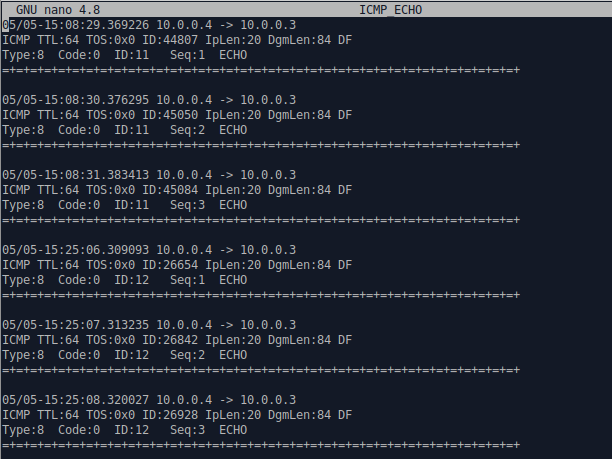 GNU nano 4.8 ICMP_ECHO
05/05-15:08:29.369226 10.0.0.4 -> 10.0.0.3
ICMP TTL:64 TOS:0x0 ID:44807 IpLen:20 DgmLen:84 DF
Type:8  Code:0  ID:11   Seq:1  ECHO
=+=+=+=+=+=+=+=+=+=+=+=+=+=+=+=+=+=+=+=+=+=+=+=+=+=+=+=+=+=+=+=+=+=+=+=+=+

05/05-15:08:30.376295 10.0.0.4 -> 10.0.0.3
ICMP TTL:64 TOS:0x0 ID:45050 IpLen:20 DgmLen:84 DF
Type:8  Code:0  ID:11   Seq:2  ECHO
=+=+=+=+=+=+=+=+=+=+=+=+=+=+=+=+=+=+=+=+=+=+=+=+=+=+=+=+=+=+=+=+=+=+=+=+=+

05/05-15:08:31.383413 10.0.0.4 -> 10.0.0.3
ICMP TTL:64 TOS:0x0 ID:45084 IpLen:20 DgmLen:84 DF
Type:8  Code:0  ID:11   Seq:3  ECHO
=+=+=+=+=+=+=+=+=+=+=+=+=+=+=+=+=+=+=+=+=+=+=+=+=+=+=+=+=+=+=+=+=+=+=+=+=+

05/05-15:25:06.309093 10.0.0.4 -> 10.0.0.3
ICMP TTL:64 TOS:0x0 ID:26654 IpLen:20 DgmLen:84 DF
Type:8  Code:0  ID:12   Seq:1  ECHO
=+=+=+=+=+=+=+=+=+=+=+=+=+=+=+=+=+=+=+=+=+=+=+=+=+=+=+=+=+=+=+=+=+=+=+=+=+

05/05-15:25:07.313235 10.0.0.4 -> 10.0.0.3
ICMP TTL:64 TOS:0x0 ID:26842 IpLen:20 DgmLen:84 DF
Type:8  Code:0  ID:12   Seq:2  ECHO
=+=+=+=+=+=+=+=+=+=+=+=+=+=+=+=+=+=+=+=+=+=+=+=+=+=+=+=+=+=+=+=+=+=+=+=+=+

05/05-15:25:08.320027 10.0.0.4 -> 10.0.0.3
ICMP TTL:64 TOS:0x0 ID:26928 IpLen:20 DgmLen:84 DF
Type:8  Code:0  ID:12   Seq:3  ECHO
=+=+=+=+=+=+=+=+=+=+=+=+=+=+=+=+=+=+=+=+=+=+=+=+=+=+=+=+=+=+=+=+=+=+=+=+=+